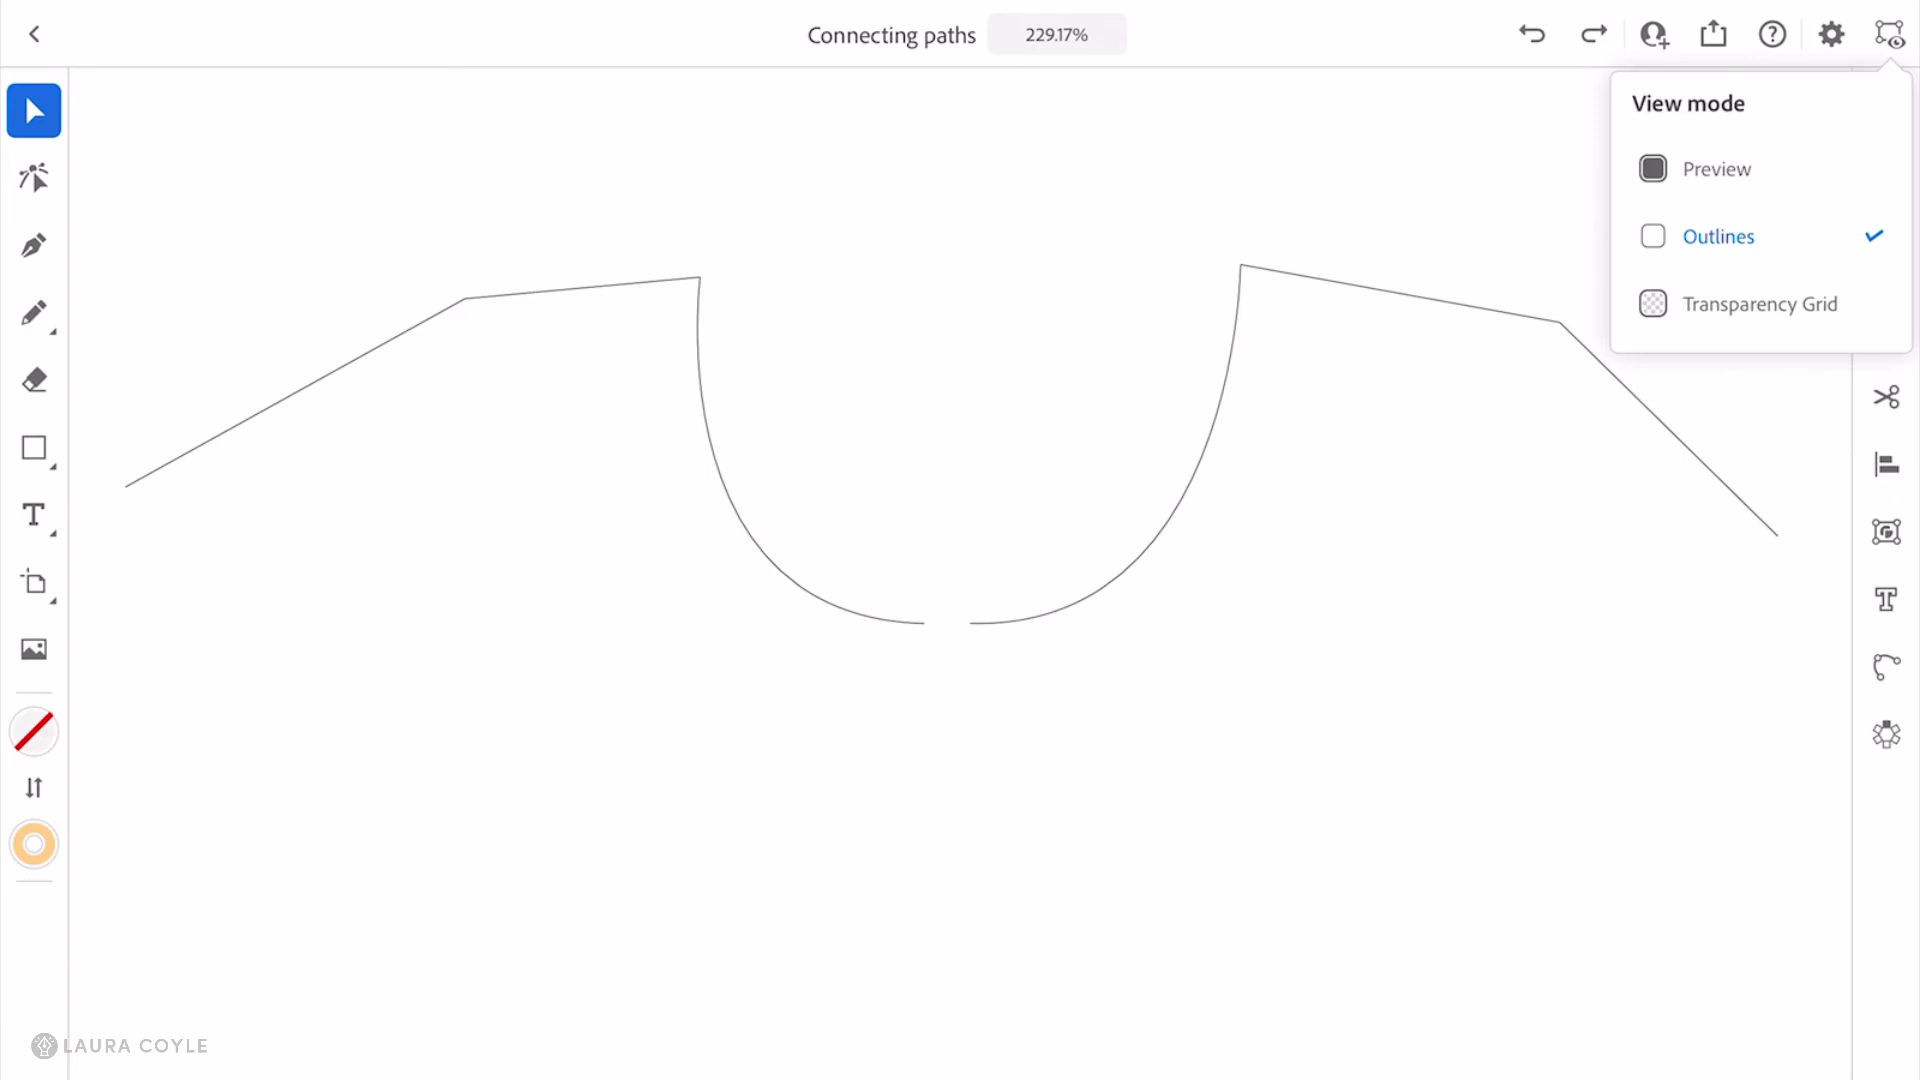 Connecting paths
229.17%
View mode
Preview
Outlines
Transparency Grid
LAURA COYLE